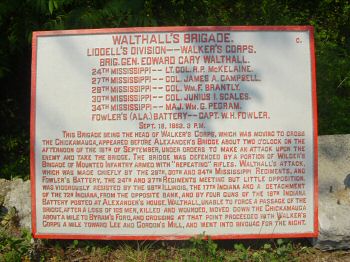 WALTHALL'S BRIGADE. C.
LIDDELL'S DIVISION--WALKER'S CORPS.
BRIG. GEN. EDWARD CARY WALTHALL.
24TH MISSISSIPPI-- LT. COL. R.P. MCKELAINE.
27TH MISSISSIPPI-- COL. JAMES A. CAMPBELL.
29TH MISSISSIPPI-- COL. WM. F. BRANTLY.
30TH MISSISSIPPI-- COL. JUNIUS I. SCALES.
34TH MISSISSIPPI-- MAJ. WM. G. PEGRAM.
FOWLER'S (ALA.) BATTERY-- CAPT. W.H. FOWLER.
SEPT. 18, 1863, 3 P.M.
THIS BRIGADE BEING THE HEAD OF WALKER'S CORPS, WHICH WAS MOVING TO CROSS
THE CHICKAMAUGA, APPEARED BEFORE ALEXANDER'S BRIDGE ABOUT TWO O'CLOCK ON THE
AFTERNOON OF THE 18TH OF SEPTEMBER, UNDER ORDERS TO MAKE AN ATTACK UPON THE
ENEMY AND TAKE THE BRIDGE. THE BRIDGE WAS DEFENDED BY A PORTION OF WILDER'S
BRIGADE OF MOUNTED INFANTRY ARMED WITH "REPEATING" RIFLES. WALTHALL'S ATTACK,
WHICH WAS MADE CHIEFLY BY THE 29TH, 30TH AND 34TH MISSISSIPPI REGIMENTS, AND
FOWLER'S BATTERY, THE 24TH AND 27TH REGIMENTS MEETING BUT LITTLE OPPOSITION,
WAS VIGOROUSLY RESISTED BY THE 98TH ILLINOIS, THE 17TH INDIANA AND A DETACHMENT
OF THE 72D INDIANA, FROM THE OPPOSITE BANK, AND BY FOUR GUNS OF THE 18TH INDIANA
BATTERY POSTED AT ALEXANDER'S HOUSE. WALTHALL, UNABLE TO FORCE A PASSAGE OF THE
BRIDGE, AFTER A LOSS OF 105 MEN, KILLED AND WOUNDED, MOVED DOWN THE CHICKAMAUGA
ABOUT A MILE TO BYRAM'S FORD, AND CROSSING AT THAT POINT PROCEEDED WITH WALKER'S
CORPS A MILE TOWARD LEE AND GORDON'S MILL, AND WENT INTO BIVOUAC FOR THE NIGHT.